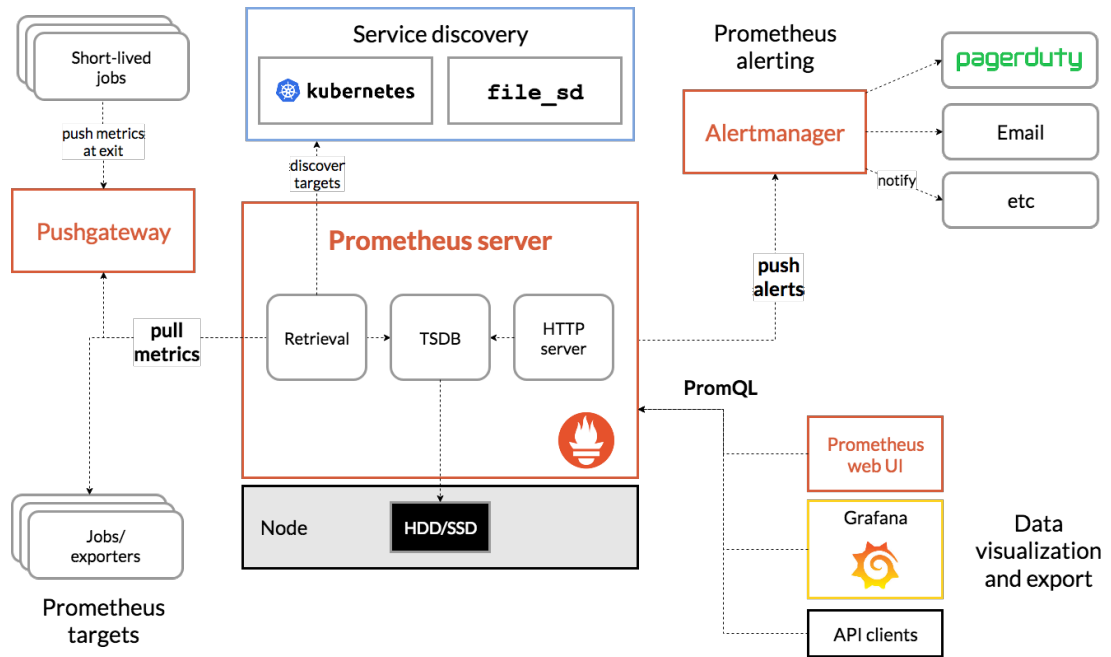 Short-lived
jobs
push metrics
at exit
Pushgateway
pull
metrics
Jobs/
exporters
Prometheus
targets
Service discovery
kubernetes
file_sd
discover
targets
Prometheus server
Retrieval
TSDB
HTTP
server
Node
HDD/SSD
Prometheus
alerting
Alertmanager
pagerduty
Email
notify
etc
push
alerts
PromQL
Prometheus
web UI
Grafana
API clients
Data
visualization
and export